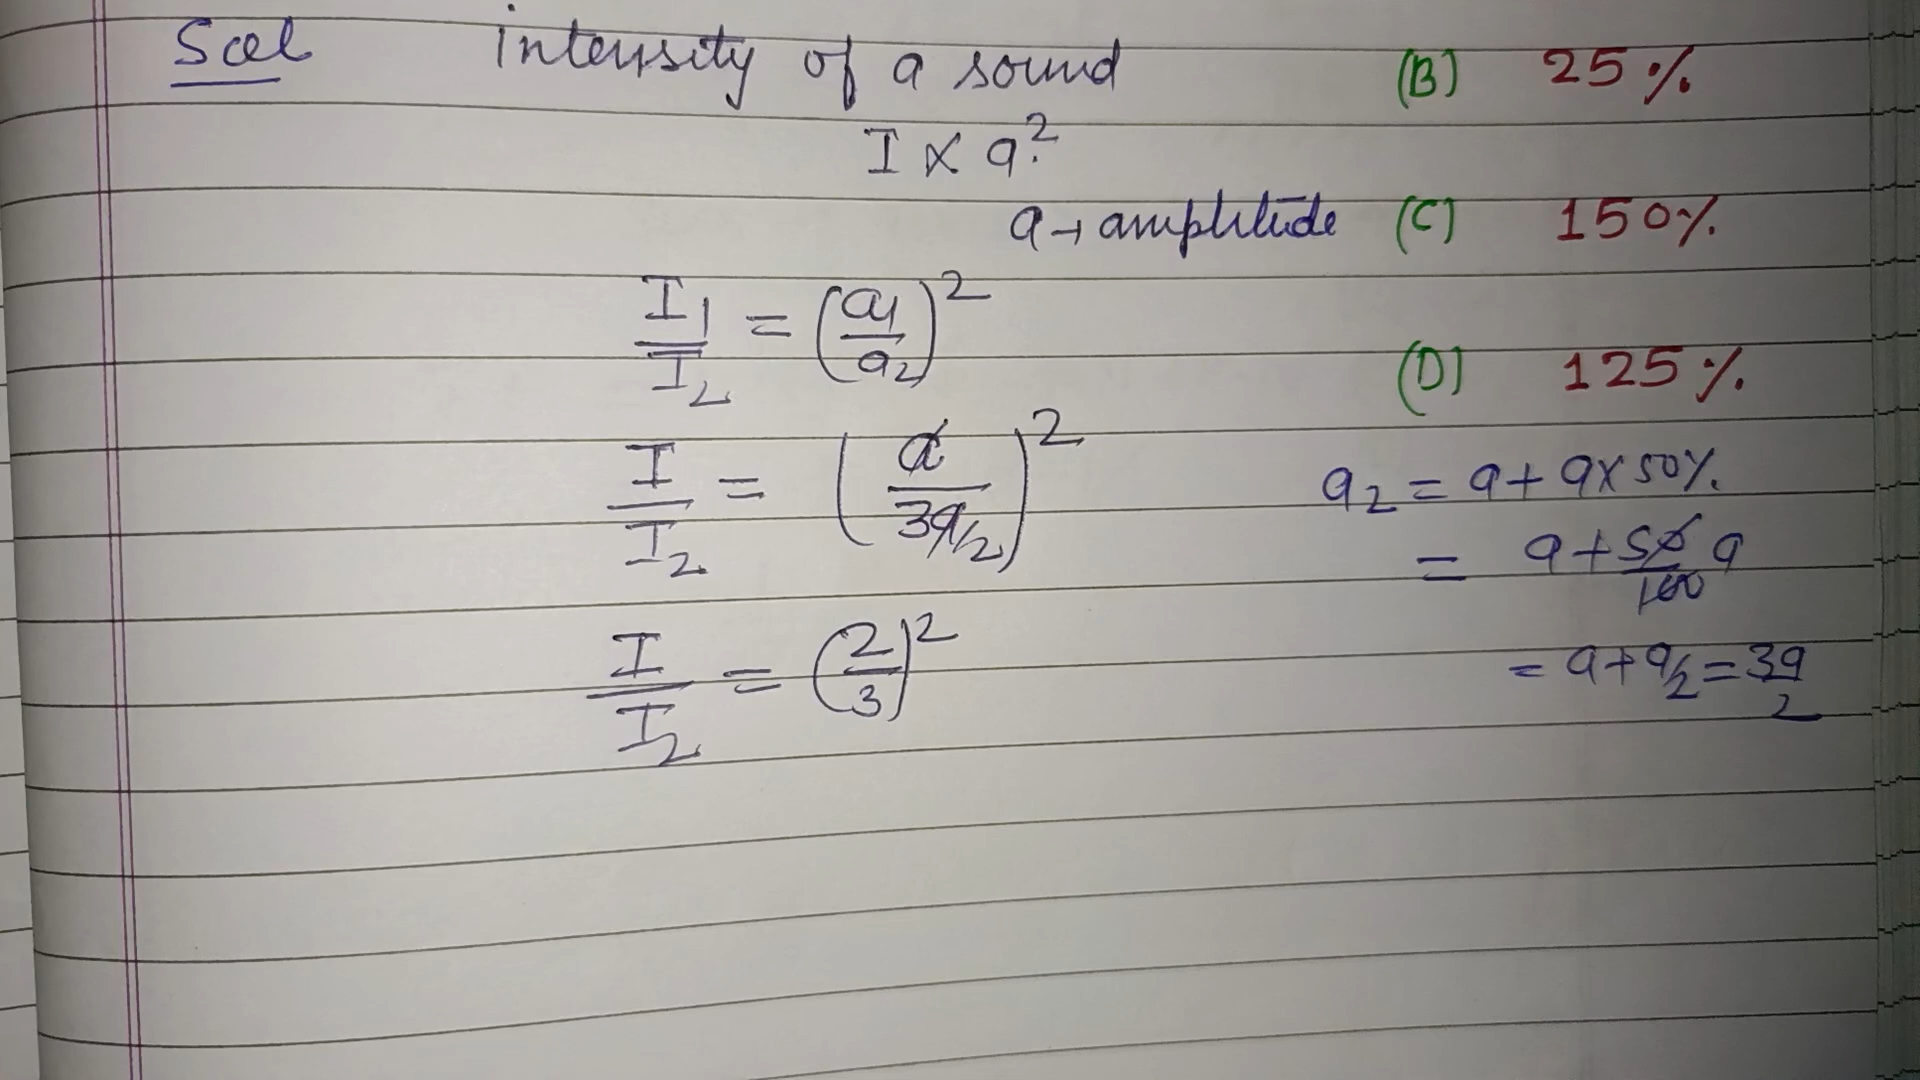 Sol intensity of a sound
(B) 25%
I ∝ a².
a → amplitude
(C) 150%
I₁/I₂ = (a₁/a₂)²
(D) 125%
I/I₂ = (a/3a/2)²
a₂ = a + a x 50%
= a + 50/100 a
I/I₂ = (2/3)²
= a + a/2 = 3a/2